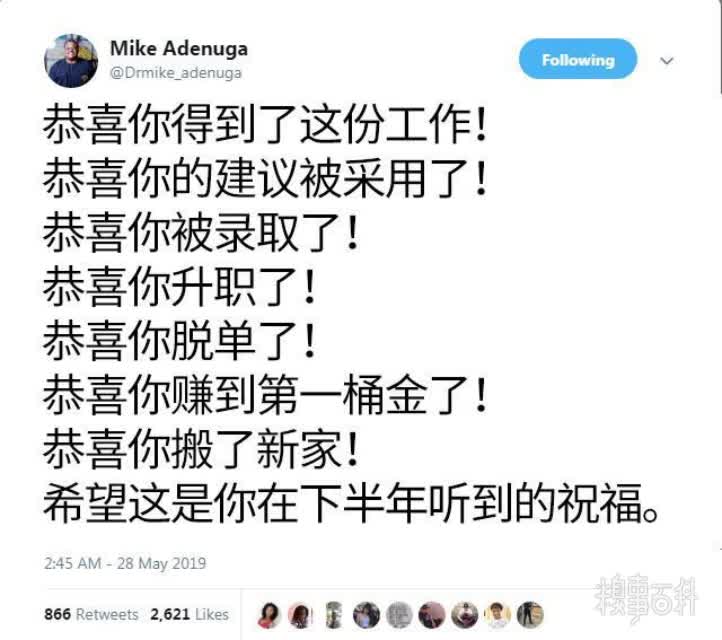 Mike Adenuga
@Drmike_adenuga
Following
恭喜你得到了这份工作！
恭喜你的建议被采用了！
恭喜你被录取了！
恭喜你升职了！
恭喜你脱单了！
恭喜你赚到第一桶金了！
恭喜你搬了新家！
希望这是你在下半年听到的祝福。
2:45 AM - 28 May 2019
866 Retweets 2,621 Likes
糗事百科